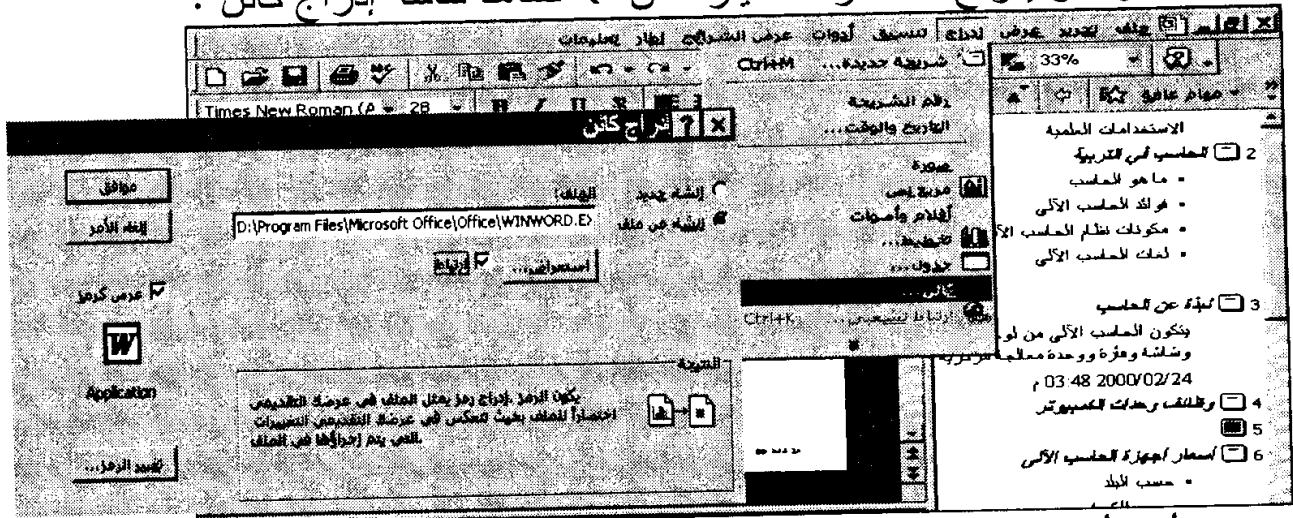 إدراج كائن".
ملف تحرير عرض إدراج تنسيق أدوات عرض الشرائح إطار تعليمات
33%
Times New Roman (A 28
شريحة جديدة... Ctrl+M
رقم الشريحة
التاريخ والوقت...
صورة
مربع نص
أفلام وأصوات
تخطيط...
جدول...
كائن...
ارتباط تشعبي... Ctrl+K
مهام عامة
الاستخدامات العلمية
2 الحاسب في التربية
ما هو الحاسب
فوائد الحاسب الآلي
مكونات نظام الحاسب الآ
لغات الحاسب الآلي
3 نبذة عن الحاسب
يتكون الحاسب الآلي من لو
وشاشة وفأرة ووحدة معالجة مركزية
03:48 2000/02/24 م
4 وظائف وحدات الكمبيوتر
5
6 أسعار أجهزة الحاسب الآلي
حسب البلد
إدراج كائن
إنشاء جديد
إنشاء من ملف
الملف:
D:\Program Files\Microsoft Office\Office\WINWORD.E
استعراض...
ارتباط
موافق
إلغاء الأمر
عرض كرمز
Application
تغيير الرمز...
النتيجة
إدراج رمز يمثل الملف في عرضك التقديمي. يكون الرمز
اختصاراً للملف بحيث تنعكس في عرضك التقديمي التغييرات
التي يتم إجراؤها في الملف.